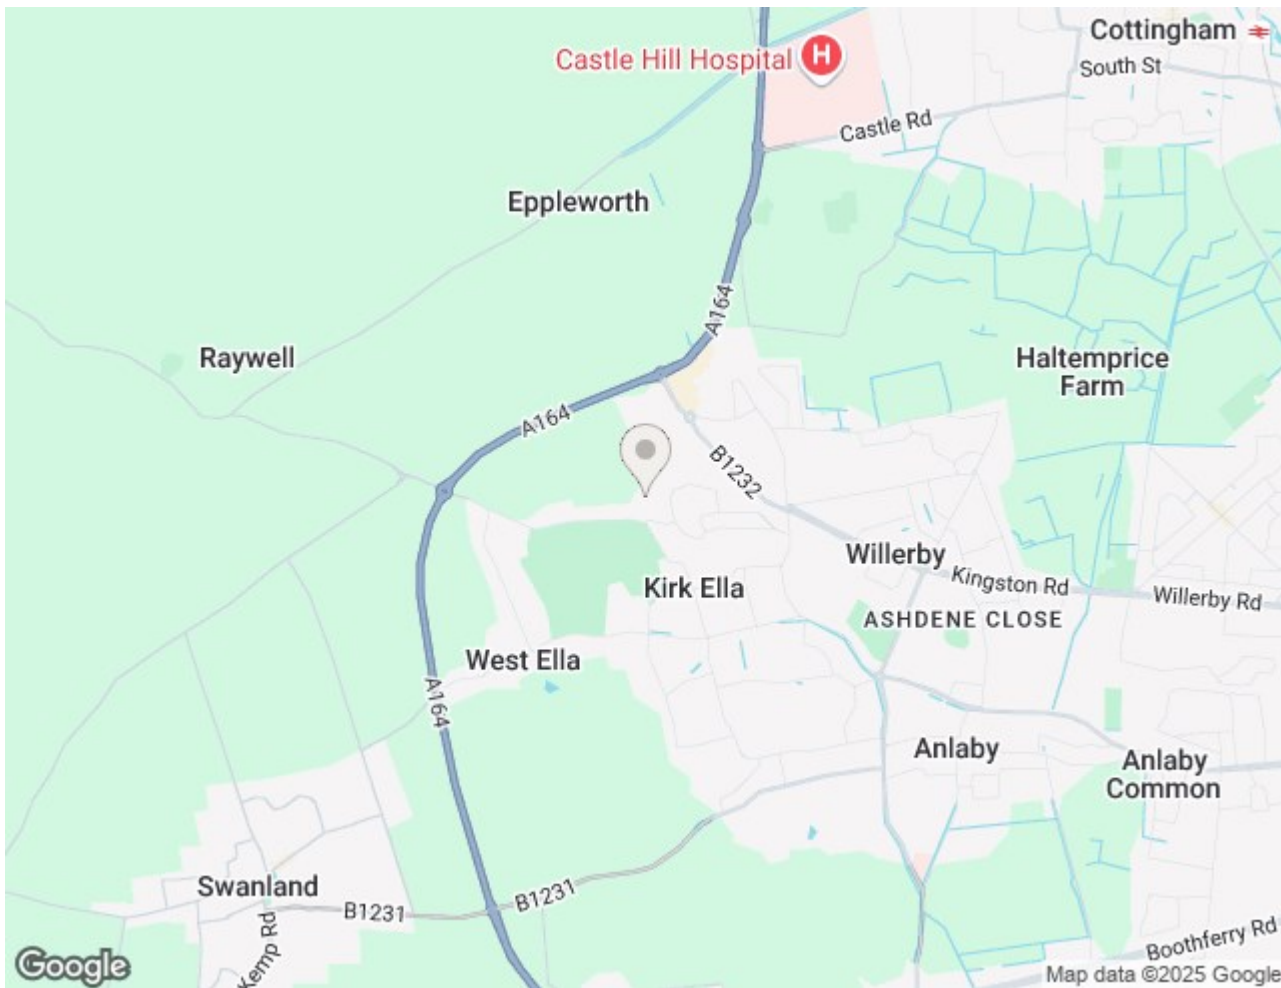 Cottingham
Castle Hill Hospital
H
South St
Castle Rd
Eppleworth
A164
Raywell
Haltemprice
Farm
A164
B1232
Willerby
Kingston Rd
Willerby Rd
Kirk Ella
ASHDENE CLOSE
West Ella
A164
Anlaby
Anlaby
Common
Swanland
B1231
B1231
Kemp Rd
Boothferry Rd
Google
Map data ©2025 Google